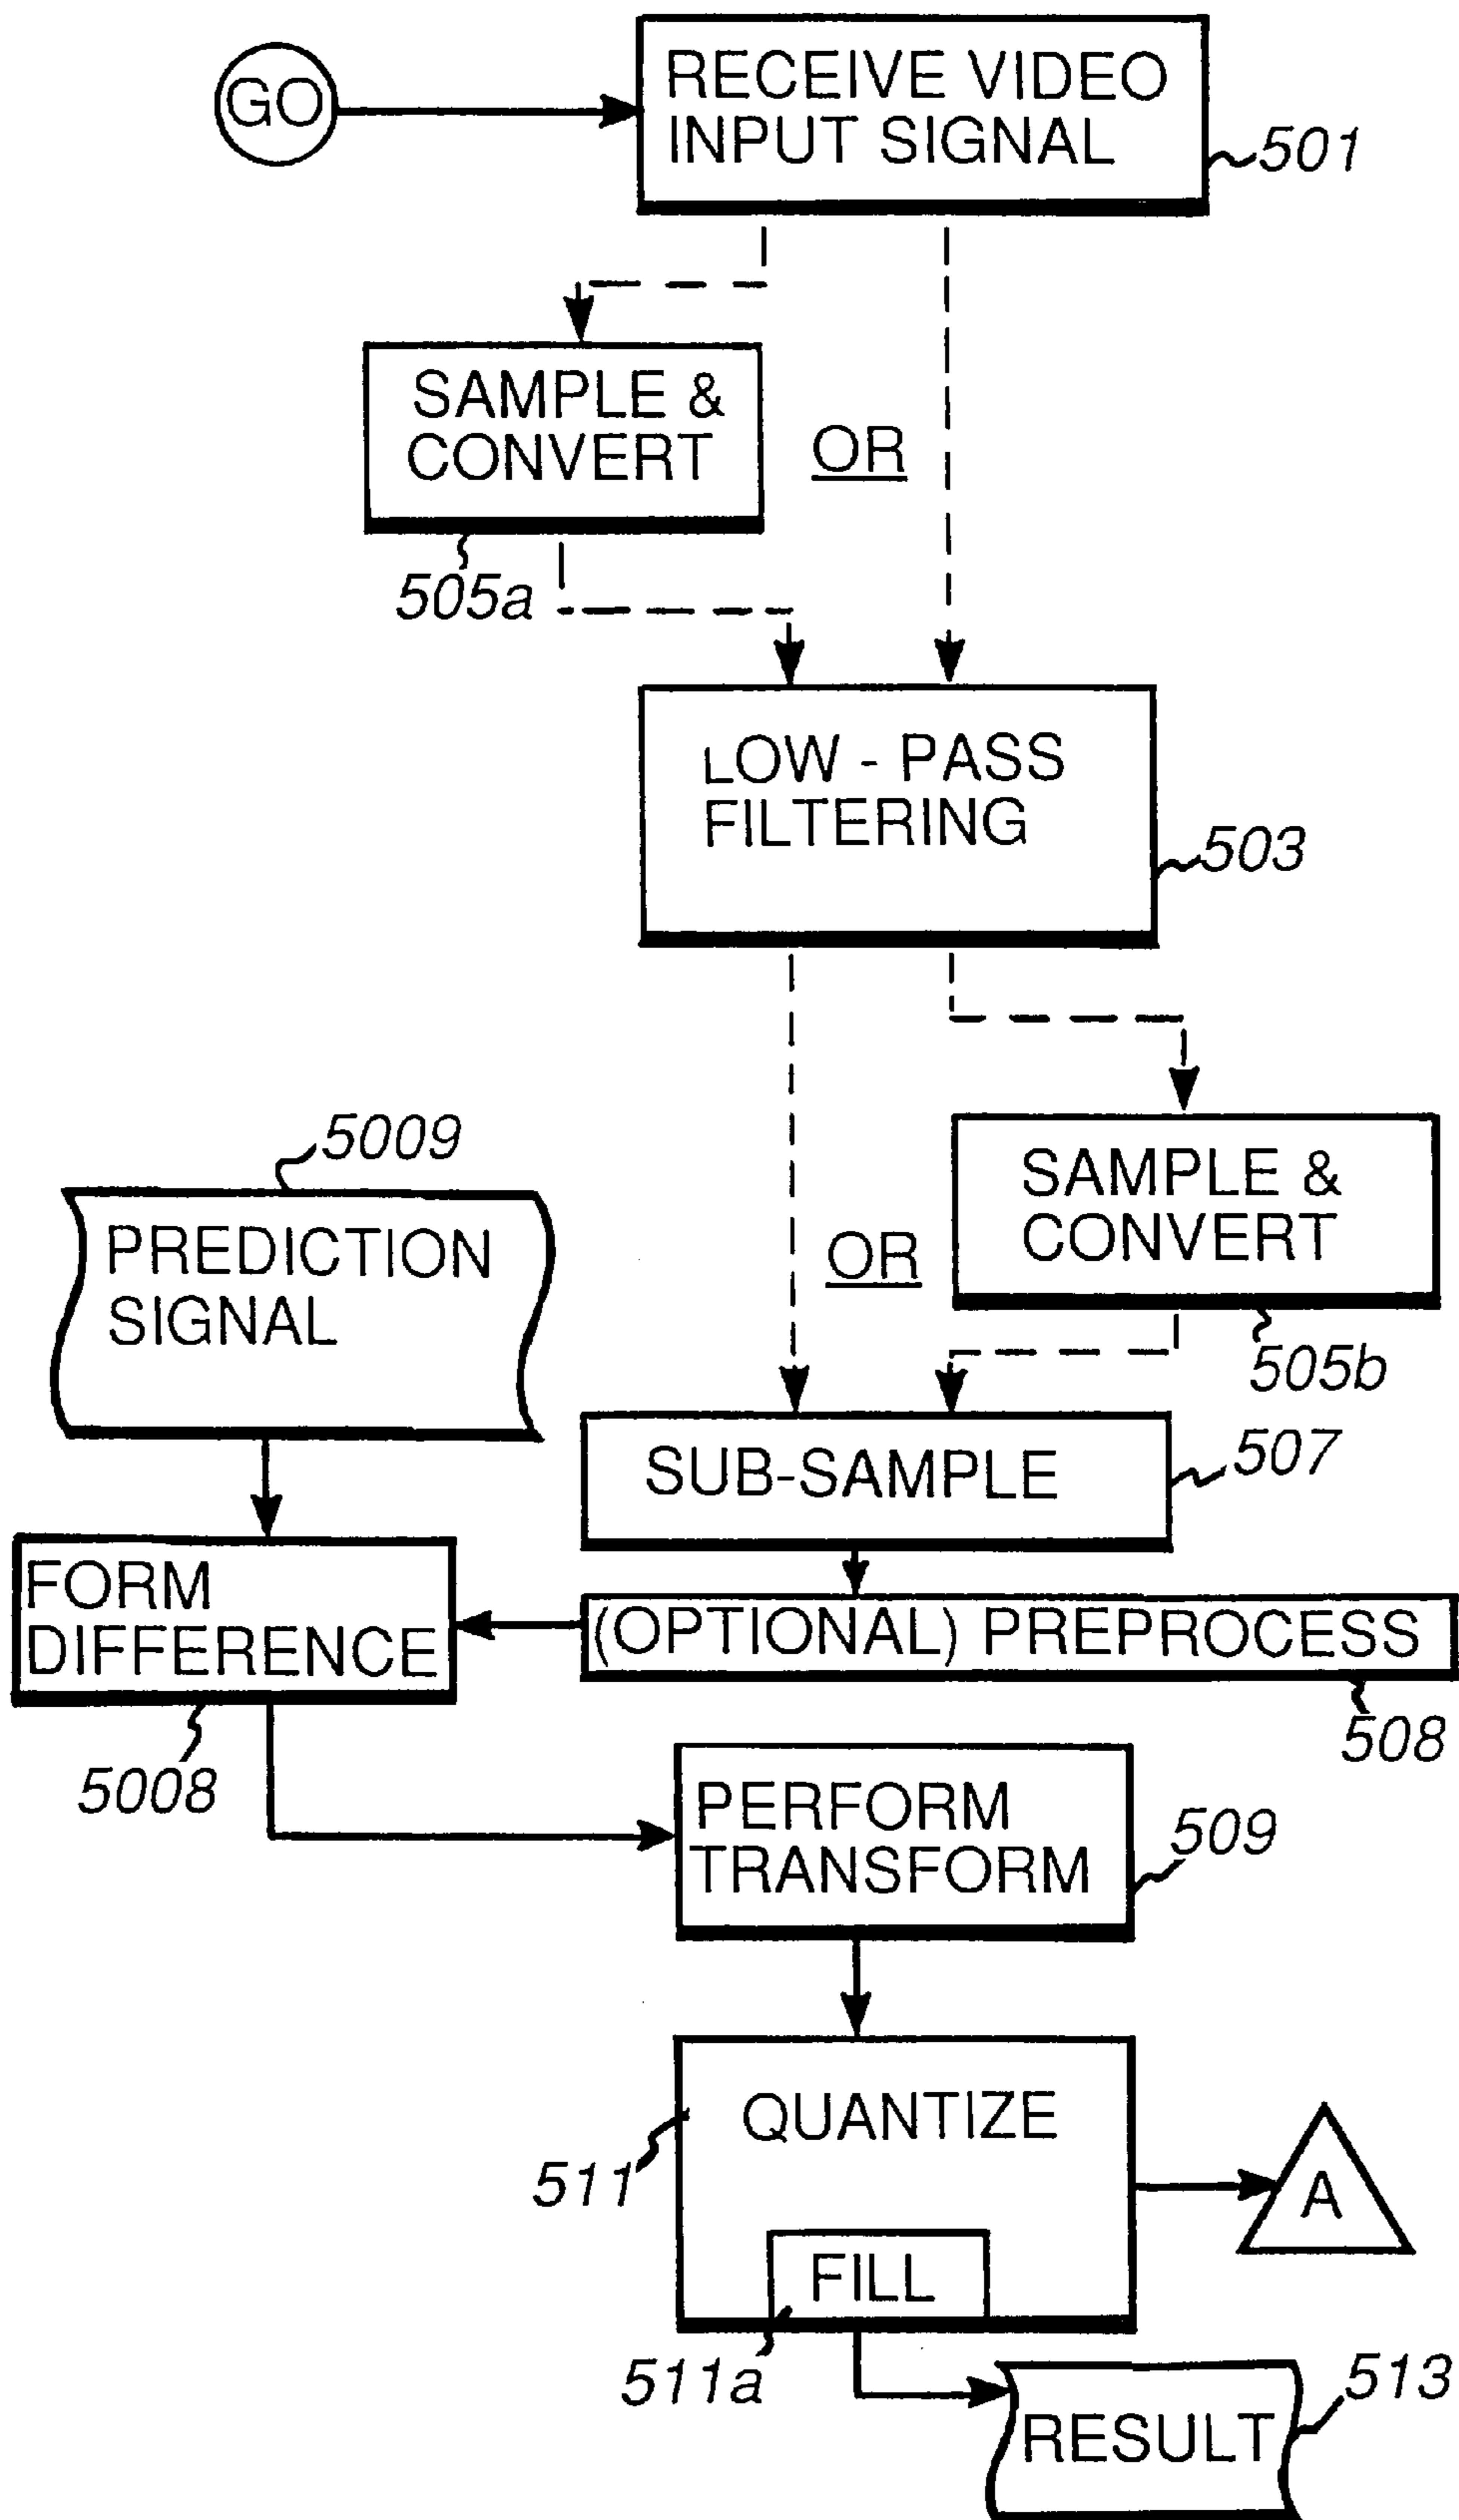 GO
RECEIVE VIDEO
INPUT SIGNAL
501
SAMPLE &
CONVERT
OR
505a
LOW - PASS
FILTERING
503
5009
PREDICTION
SIGNAL
SAMPLE &
CONVERT
OR
505b
SUB-SAMPLE
507
FORM
DIFFERENCE
(OPTIONAL) PREPROCESS
508
5008
PERFORM
TRANSFORM
509
QUANTIZE
511
A
FILL
511a
513
RESULT